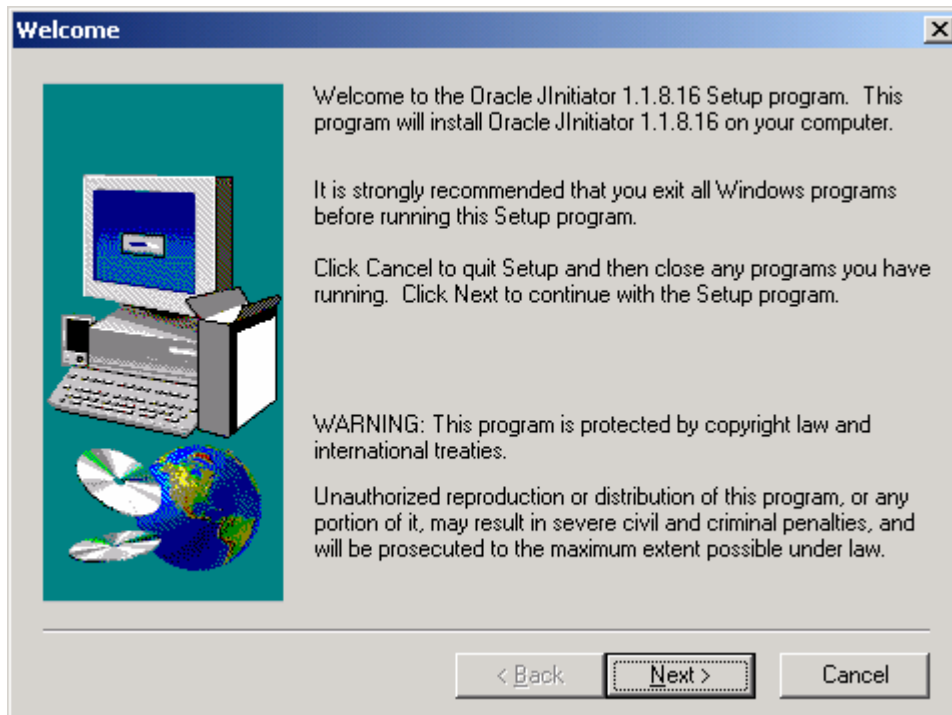 Welcome
Welcome to the Oracle JInitiator 1.1.8.16 Setup program.  This
program will install Oracle JInitiator 1.1.8.16 on your computer.
It is strongly recommended that you exit all Windows programs
before running this Setup program.
Click Cancel to quit Setup and then close any programs you have
running.  Click Next to continue with the Setup program.
WARNING: This program is protected by copyright law and
international treaties.
Unauthorized reproduction or distribution of this program, or any
portion of it, may result in severe civil and criminal penalties, and
will be prosecuted to the maximum extent possible under law.
< Back Next > Cancel